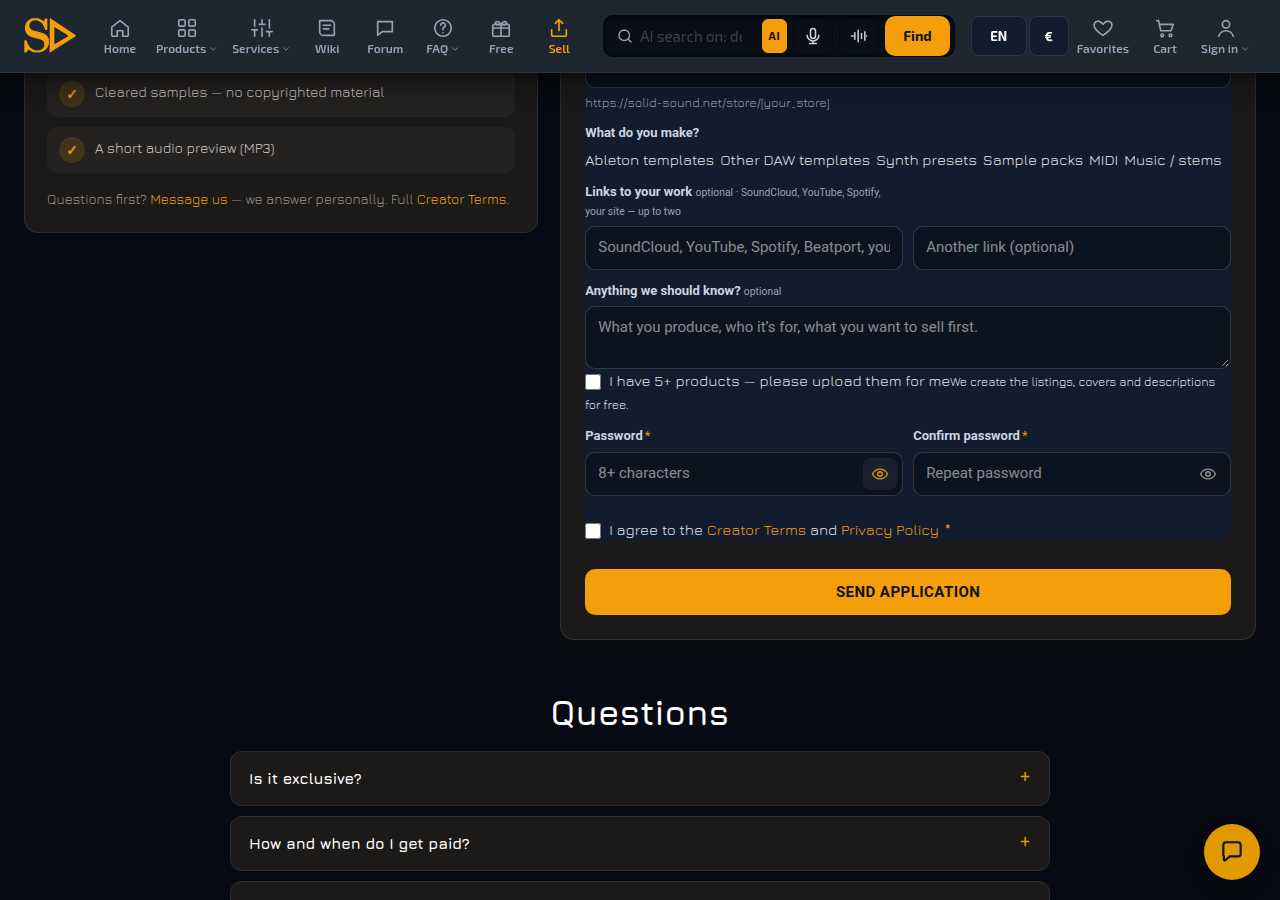 Home
Products
Services
Wiki
Forum
FAQ
Free
Sell
AI search on: de
AI
Find
EN
€
Favorites
Cart
Sign in
✓ Cleared samples — no copyrighted material
✓ A short audio preview (MP3)
Questions first? Message us — we answer personally. Full Creator Terms.
https://solid-sound.net/store/[your_store]
What do you make?
Ableton templates Other DAW templates Synth presets Sample packs MIDI Music / stems
Links to your work optional · SoundCloud, YouTube, Spotify,
your site — up to two
SoundCloud, YouTube, Spotify, Beatport, you
Another link (optional)
Anything we should know? optional
What you produce, who it's for, what you want to sell first.
I have 5+ products — please upload them for meWe create the listings, covers and descriptions
for free.
Password *
Confirm password *
8+ characters
Repeat password
I agree to the Creator Terms and Privacy Policy *
SEND APPLICATION
Questions
Is it exclusive? +
How and when do I get paid? +